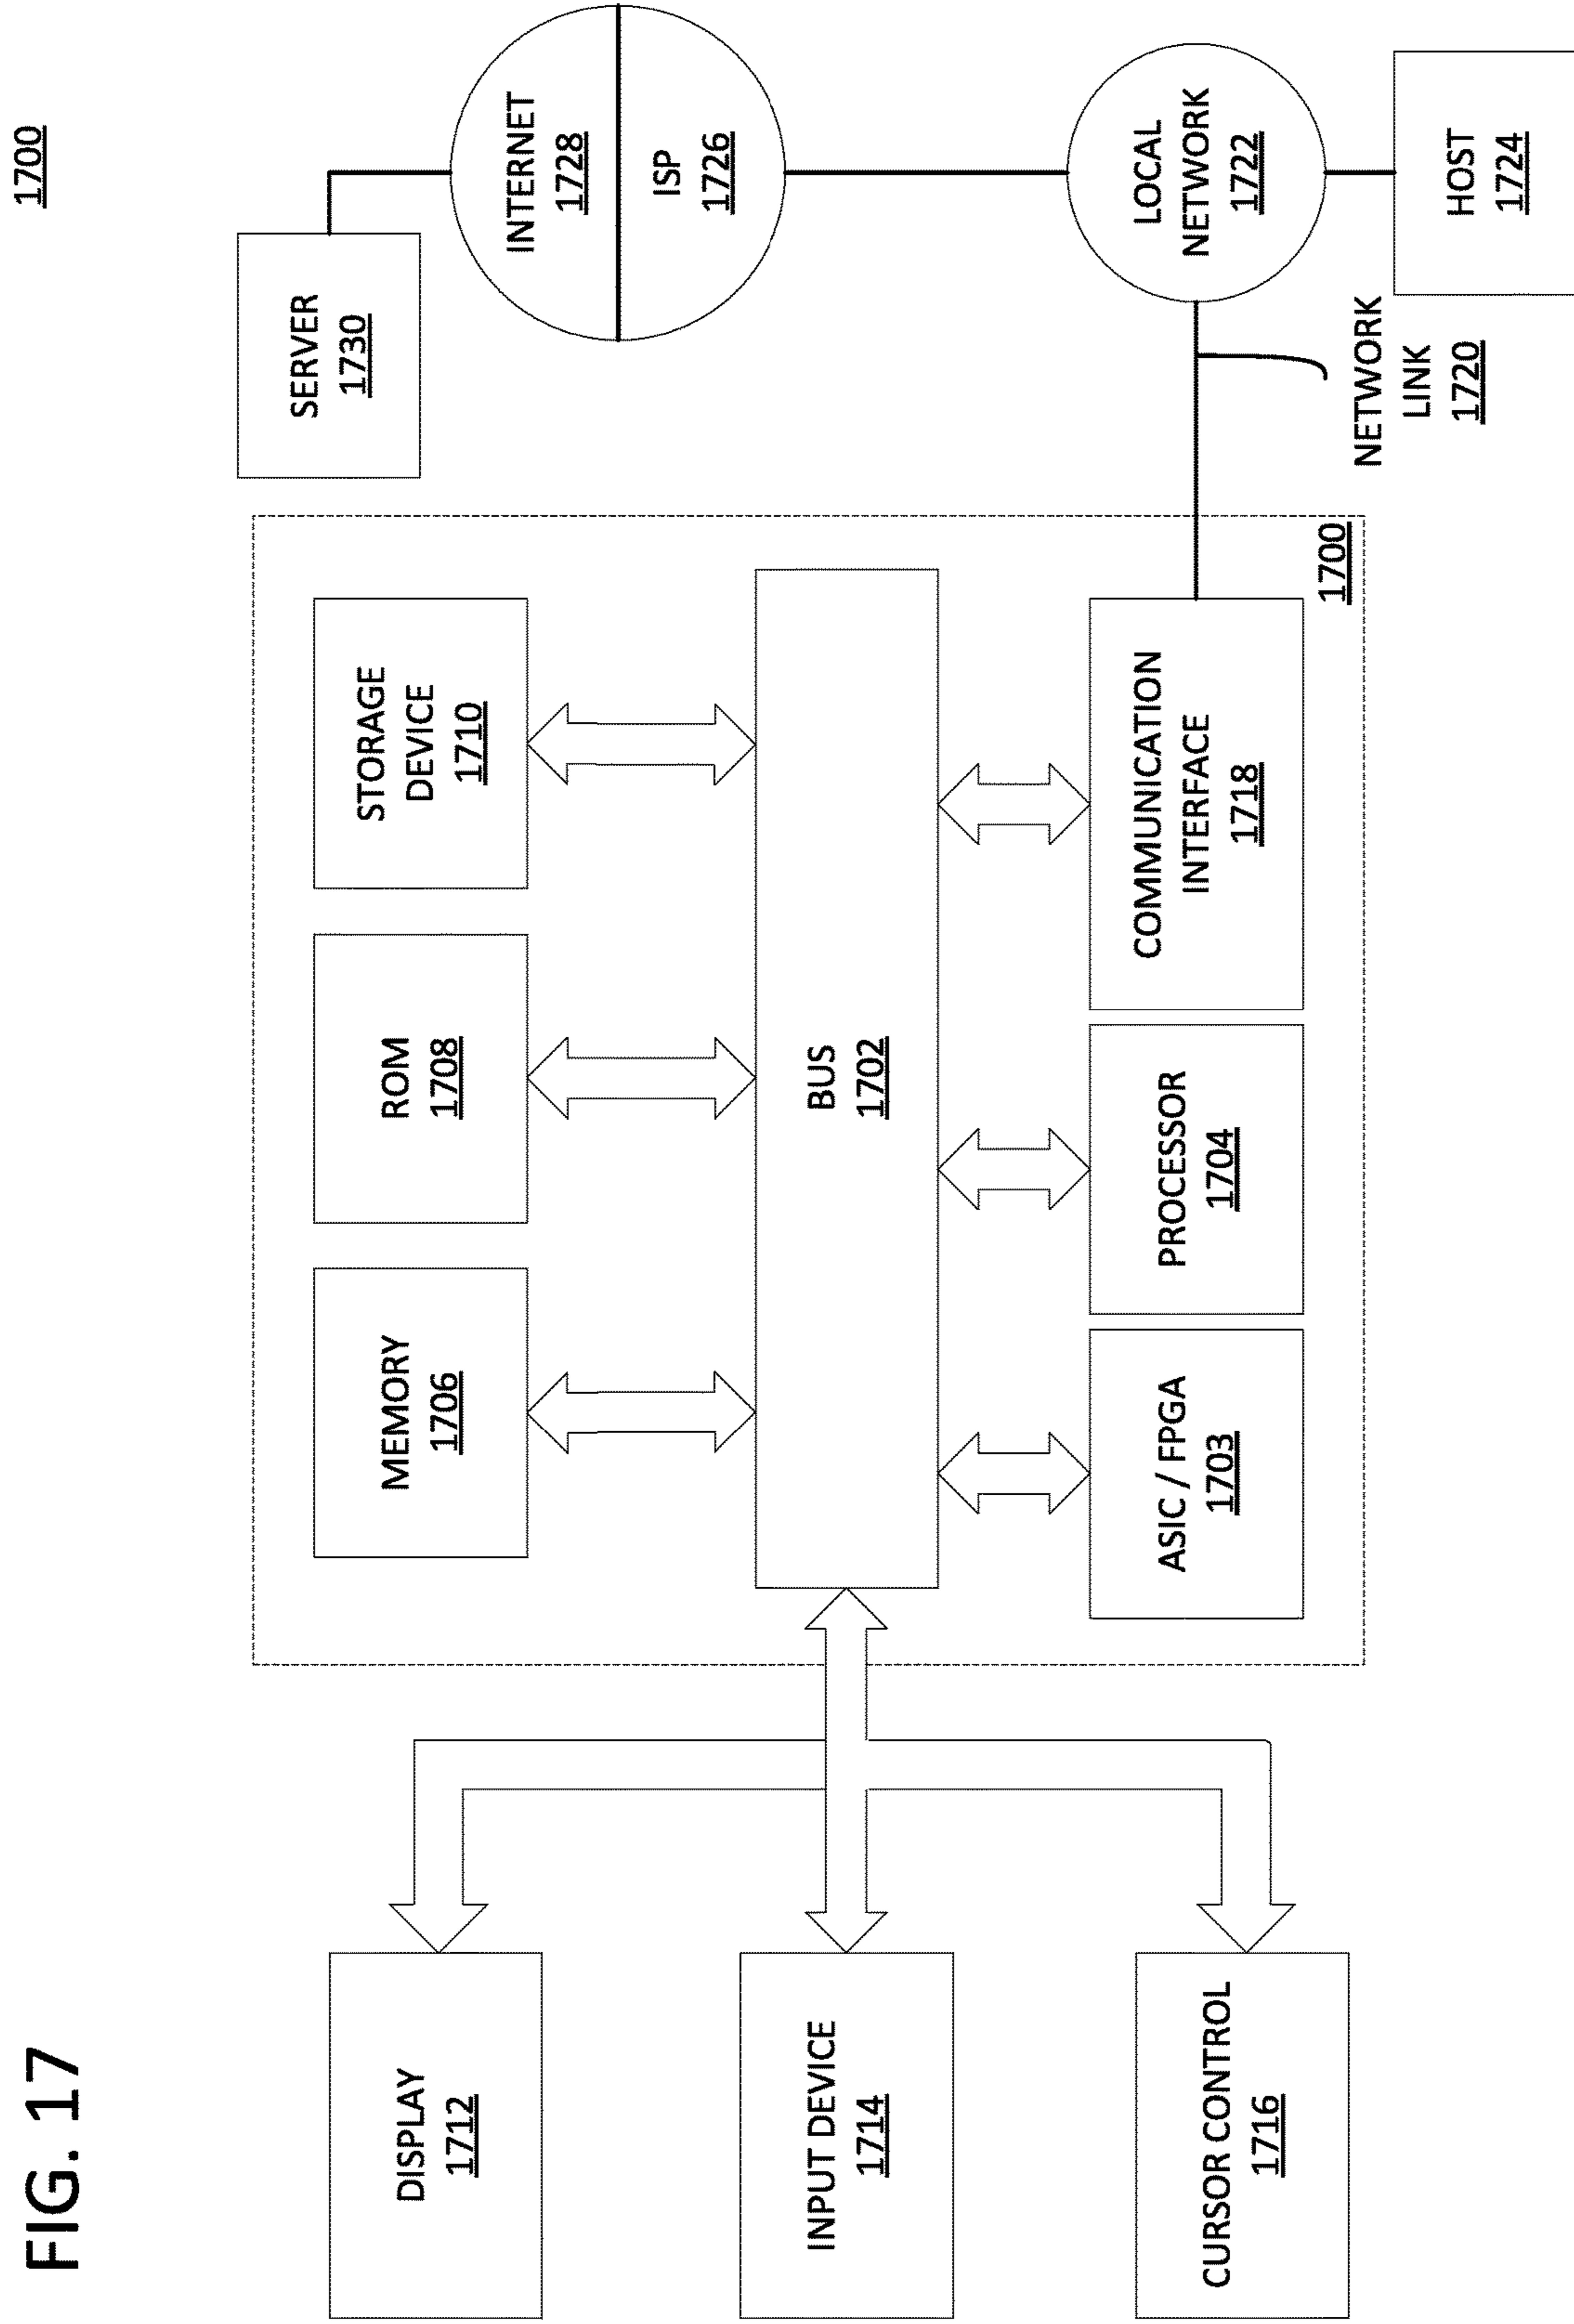 FIG. 17
1700
DISPLAY
1712
INPUT DEVICE
1714
CURSOR CONTROL
1716
MEMORY
1706
ROM
1708
STORAGE
DEVICE
1710
BUS
1702
ASIC / FPGA
1703
PROCESSOR
1704
COMMUNICATION
INTERFACE
1718
1700
SERVER
1730
INTERNET
1728
ISP
1726
LOCAL
NETWORK
1722
NETWORK
LINK
1720
HOST
1724